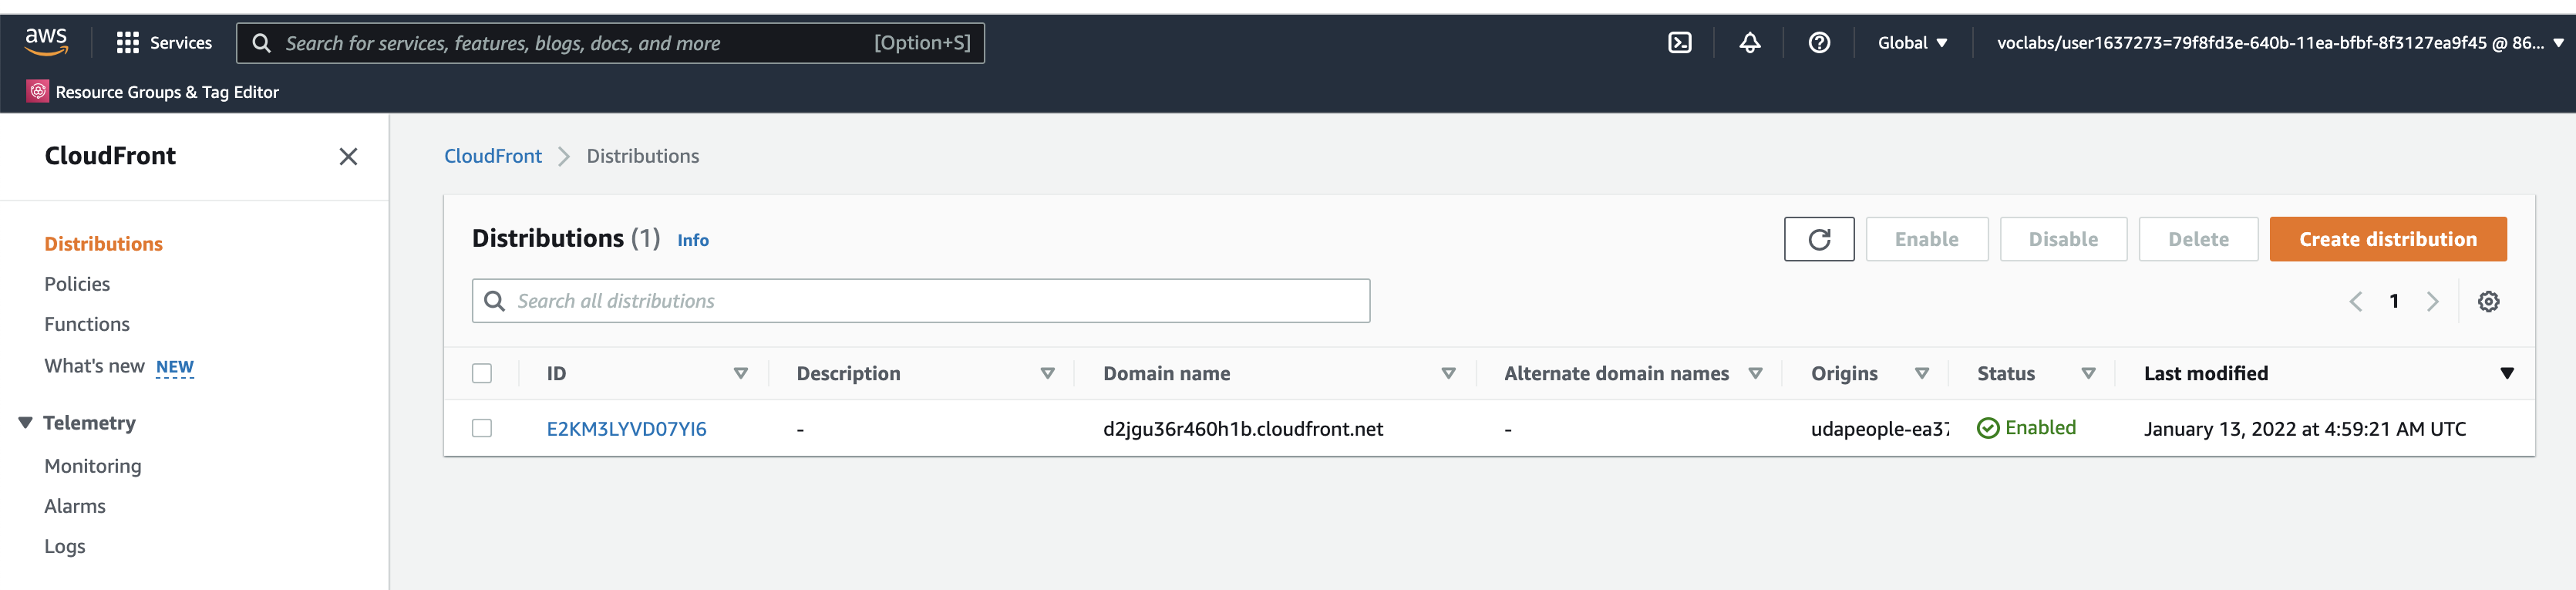 aws
Services
Search for services, features, blogs, docs, and more [Option+S]
Global
voclabs/user1637273=79f8fd3e-640b-11ea-bfbf-8f3127ea9f45 @ 86...
Resource Groups & Tag Editor
CloudFront
Distributions
Policies
Functions
What's new NEW
Telemetry
Monitoring
Alarms
Logs
CloudFront Distributions
Distributions (1) Info
Enable Disable Delete Create distribution
Search all distributions
1
ID Description Domain name Alternate domain names Origins Status Last modified
E2KM3LYVD07YI6 - d2jgu36r460h1b.cloudfront.net - udapeople-ea37 Enabled January 13, 2022 at 4:59:21 AM UTC